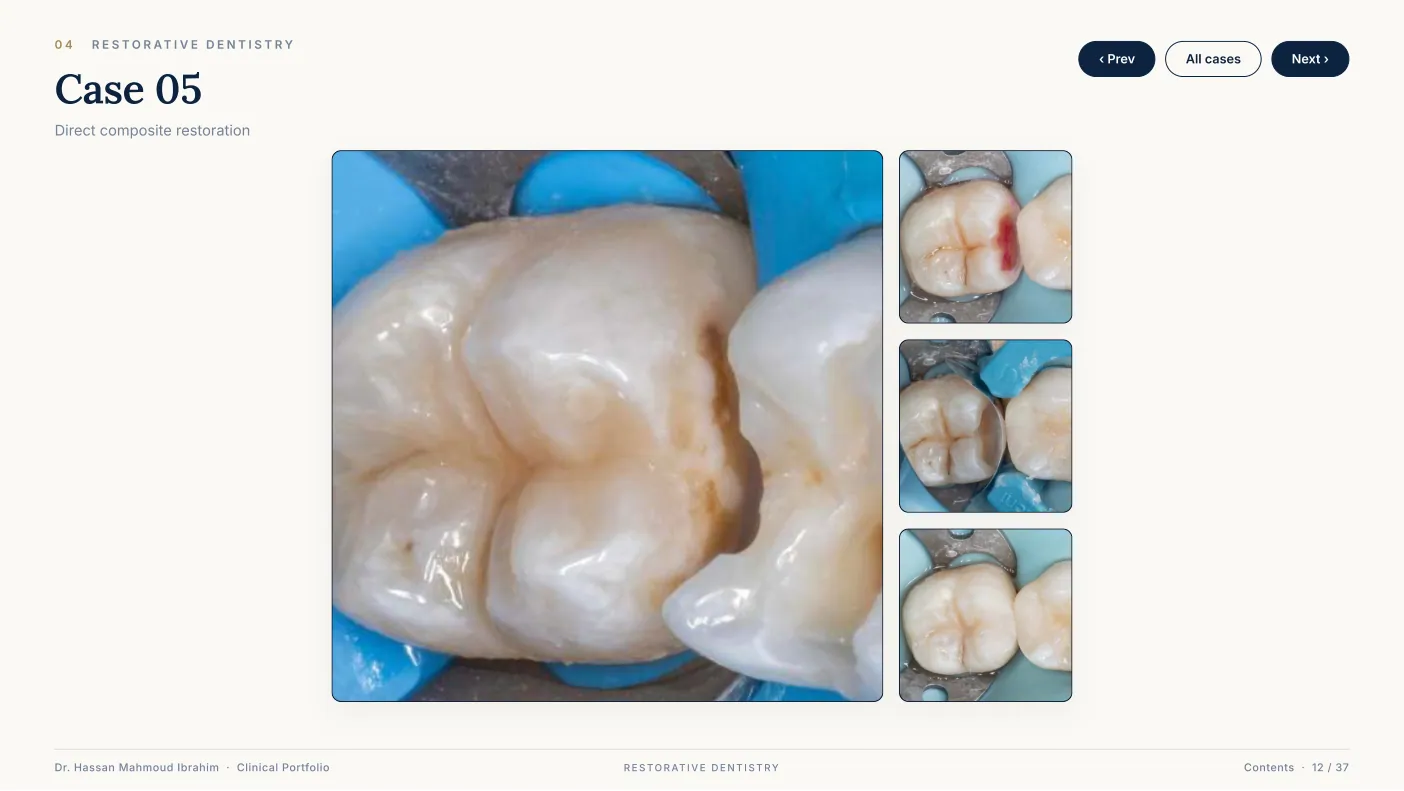 04 RESTORATIVE DENTISTRY
Case 05
Direct composite restoration
‹ Prev
All cases
Next ›
Dr. Hassan Mahmoud Ibrahim · Clinical Portfolio
RESTORATIVE DENTISTRY
Contents · 12 / 37